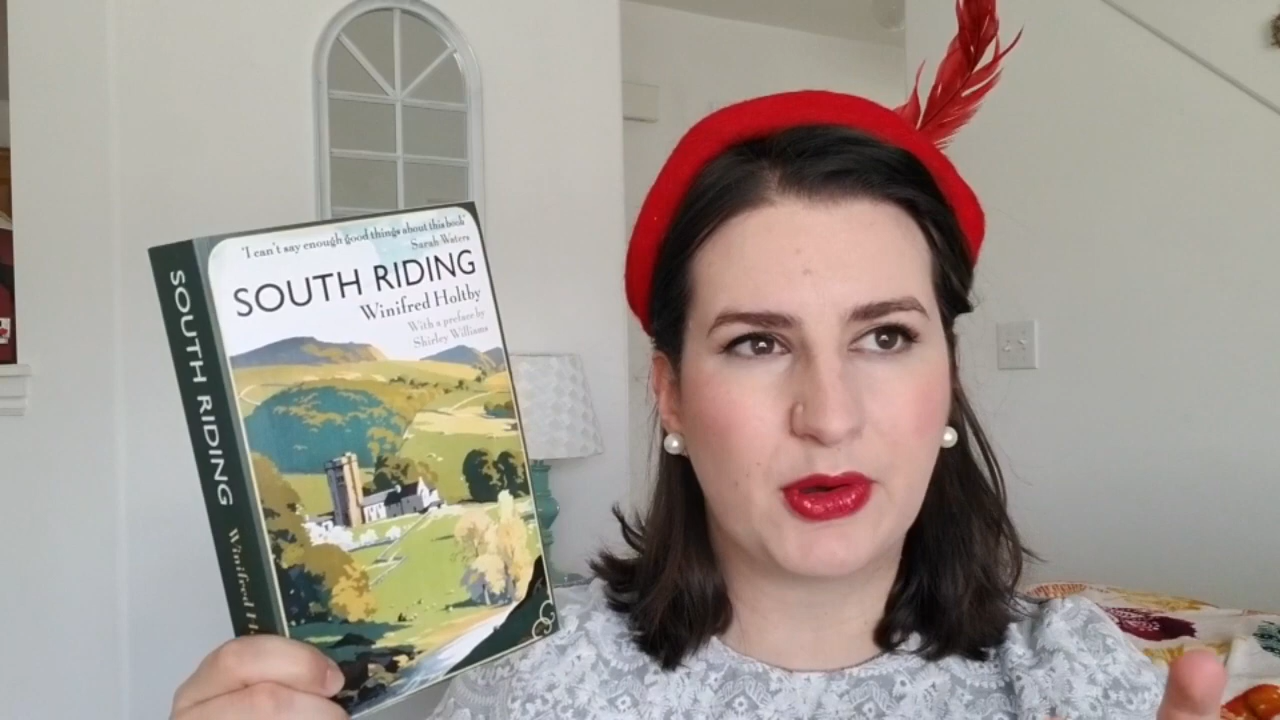 'I can't say enough good things about this book'
Sarah Waters
SOUTH RIDING
Winifred Holtby
With a preface by
Shirley Williams
SOUTH RIDING
Winifred H